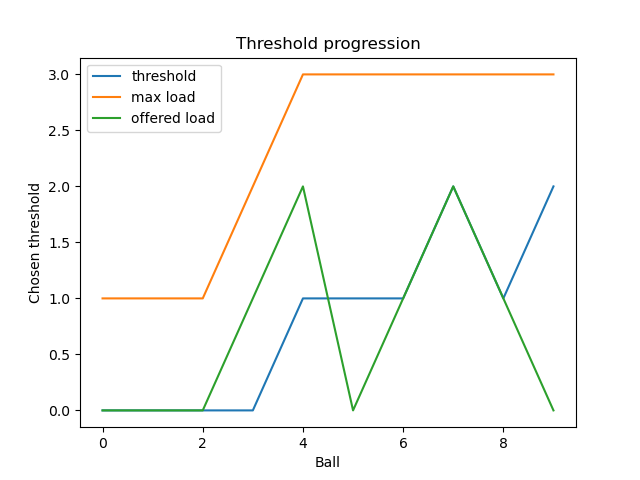 Threshold progression
threshold
max load
offered load
Chosen threshold
3.0
2.5
2.0
1.5
1.0
0.5
0.0
0 2 4 6 8
Ball